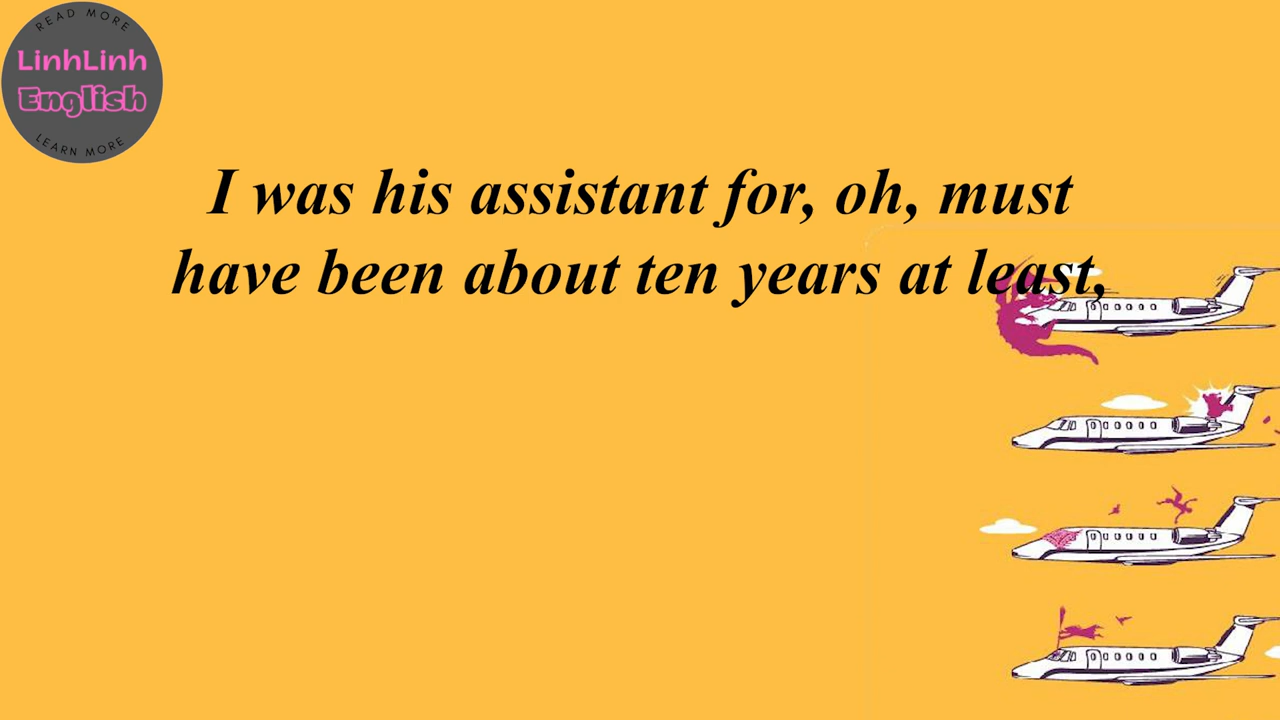 READ MORE
LinhLinh
English
LEARN MORE
I was his assistant for, oh, must
have been about ten years at least,